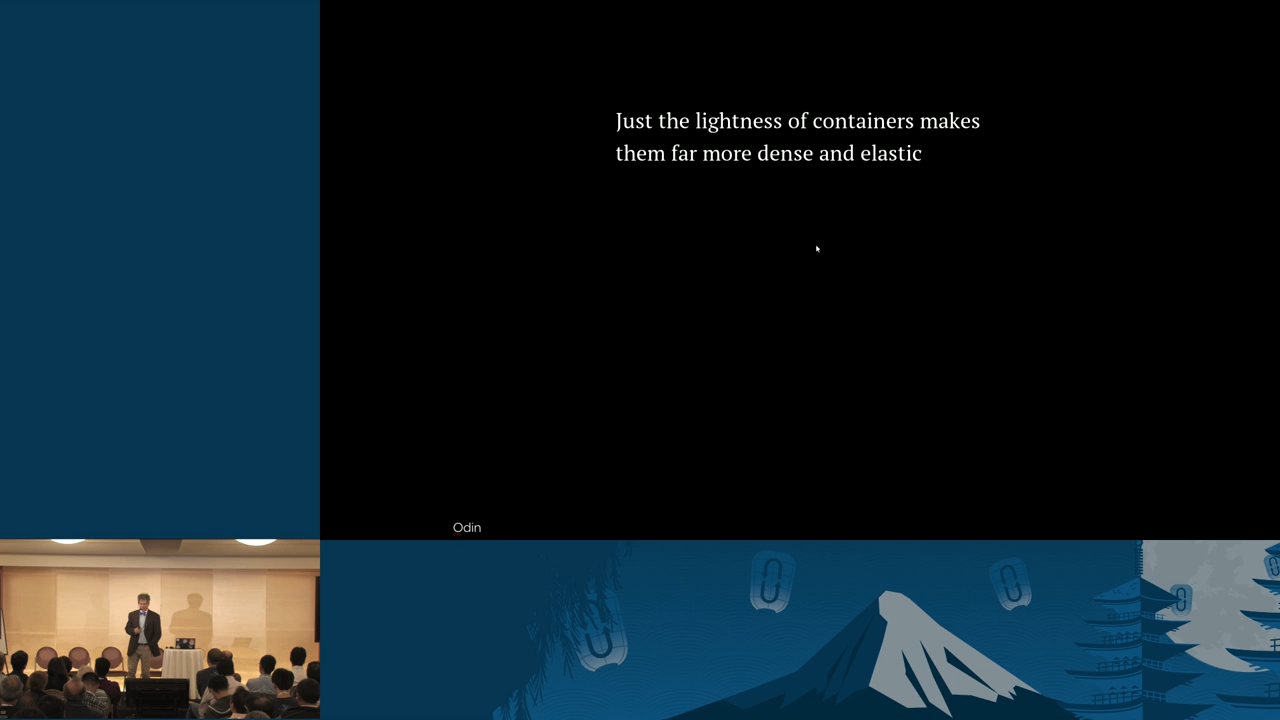 Just the lightness of containers makes
them far more dense and elastic
Odin